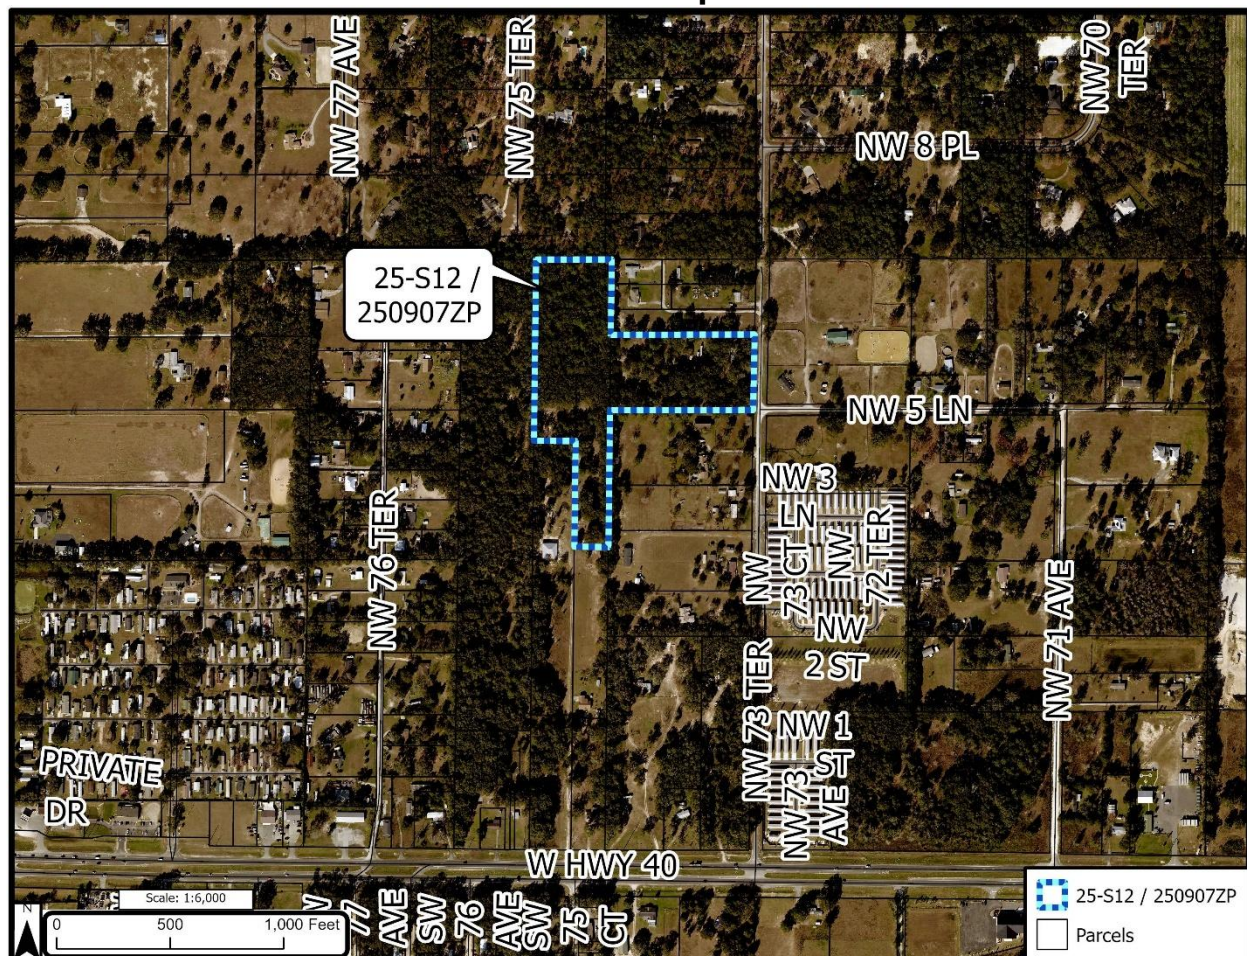 NW 77 AVE
NW 75 TER
NW 70
TER
NW 8 PL
25-S12 /
250907ZP
NW 5 LN
NW 3
LN
NW 76 TER
NW
73 CT
NW
72 TER
NW
2 ST
NW 71 AVE
NW 73 TER
NW 1
ST
NW 73
AVE
PRIVATE
DR
W HWY 40
Scale: 1:6,000
N
0 500 1,000 Feet
77
AVE
SW
76
AVE
SW
75
CT
25-S12 / 250907ZP
Parcels